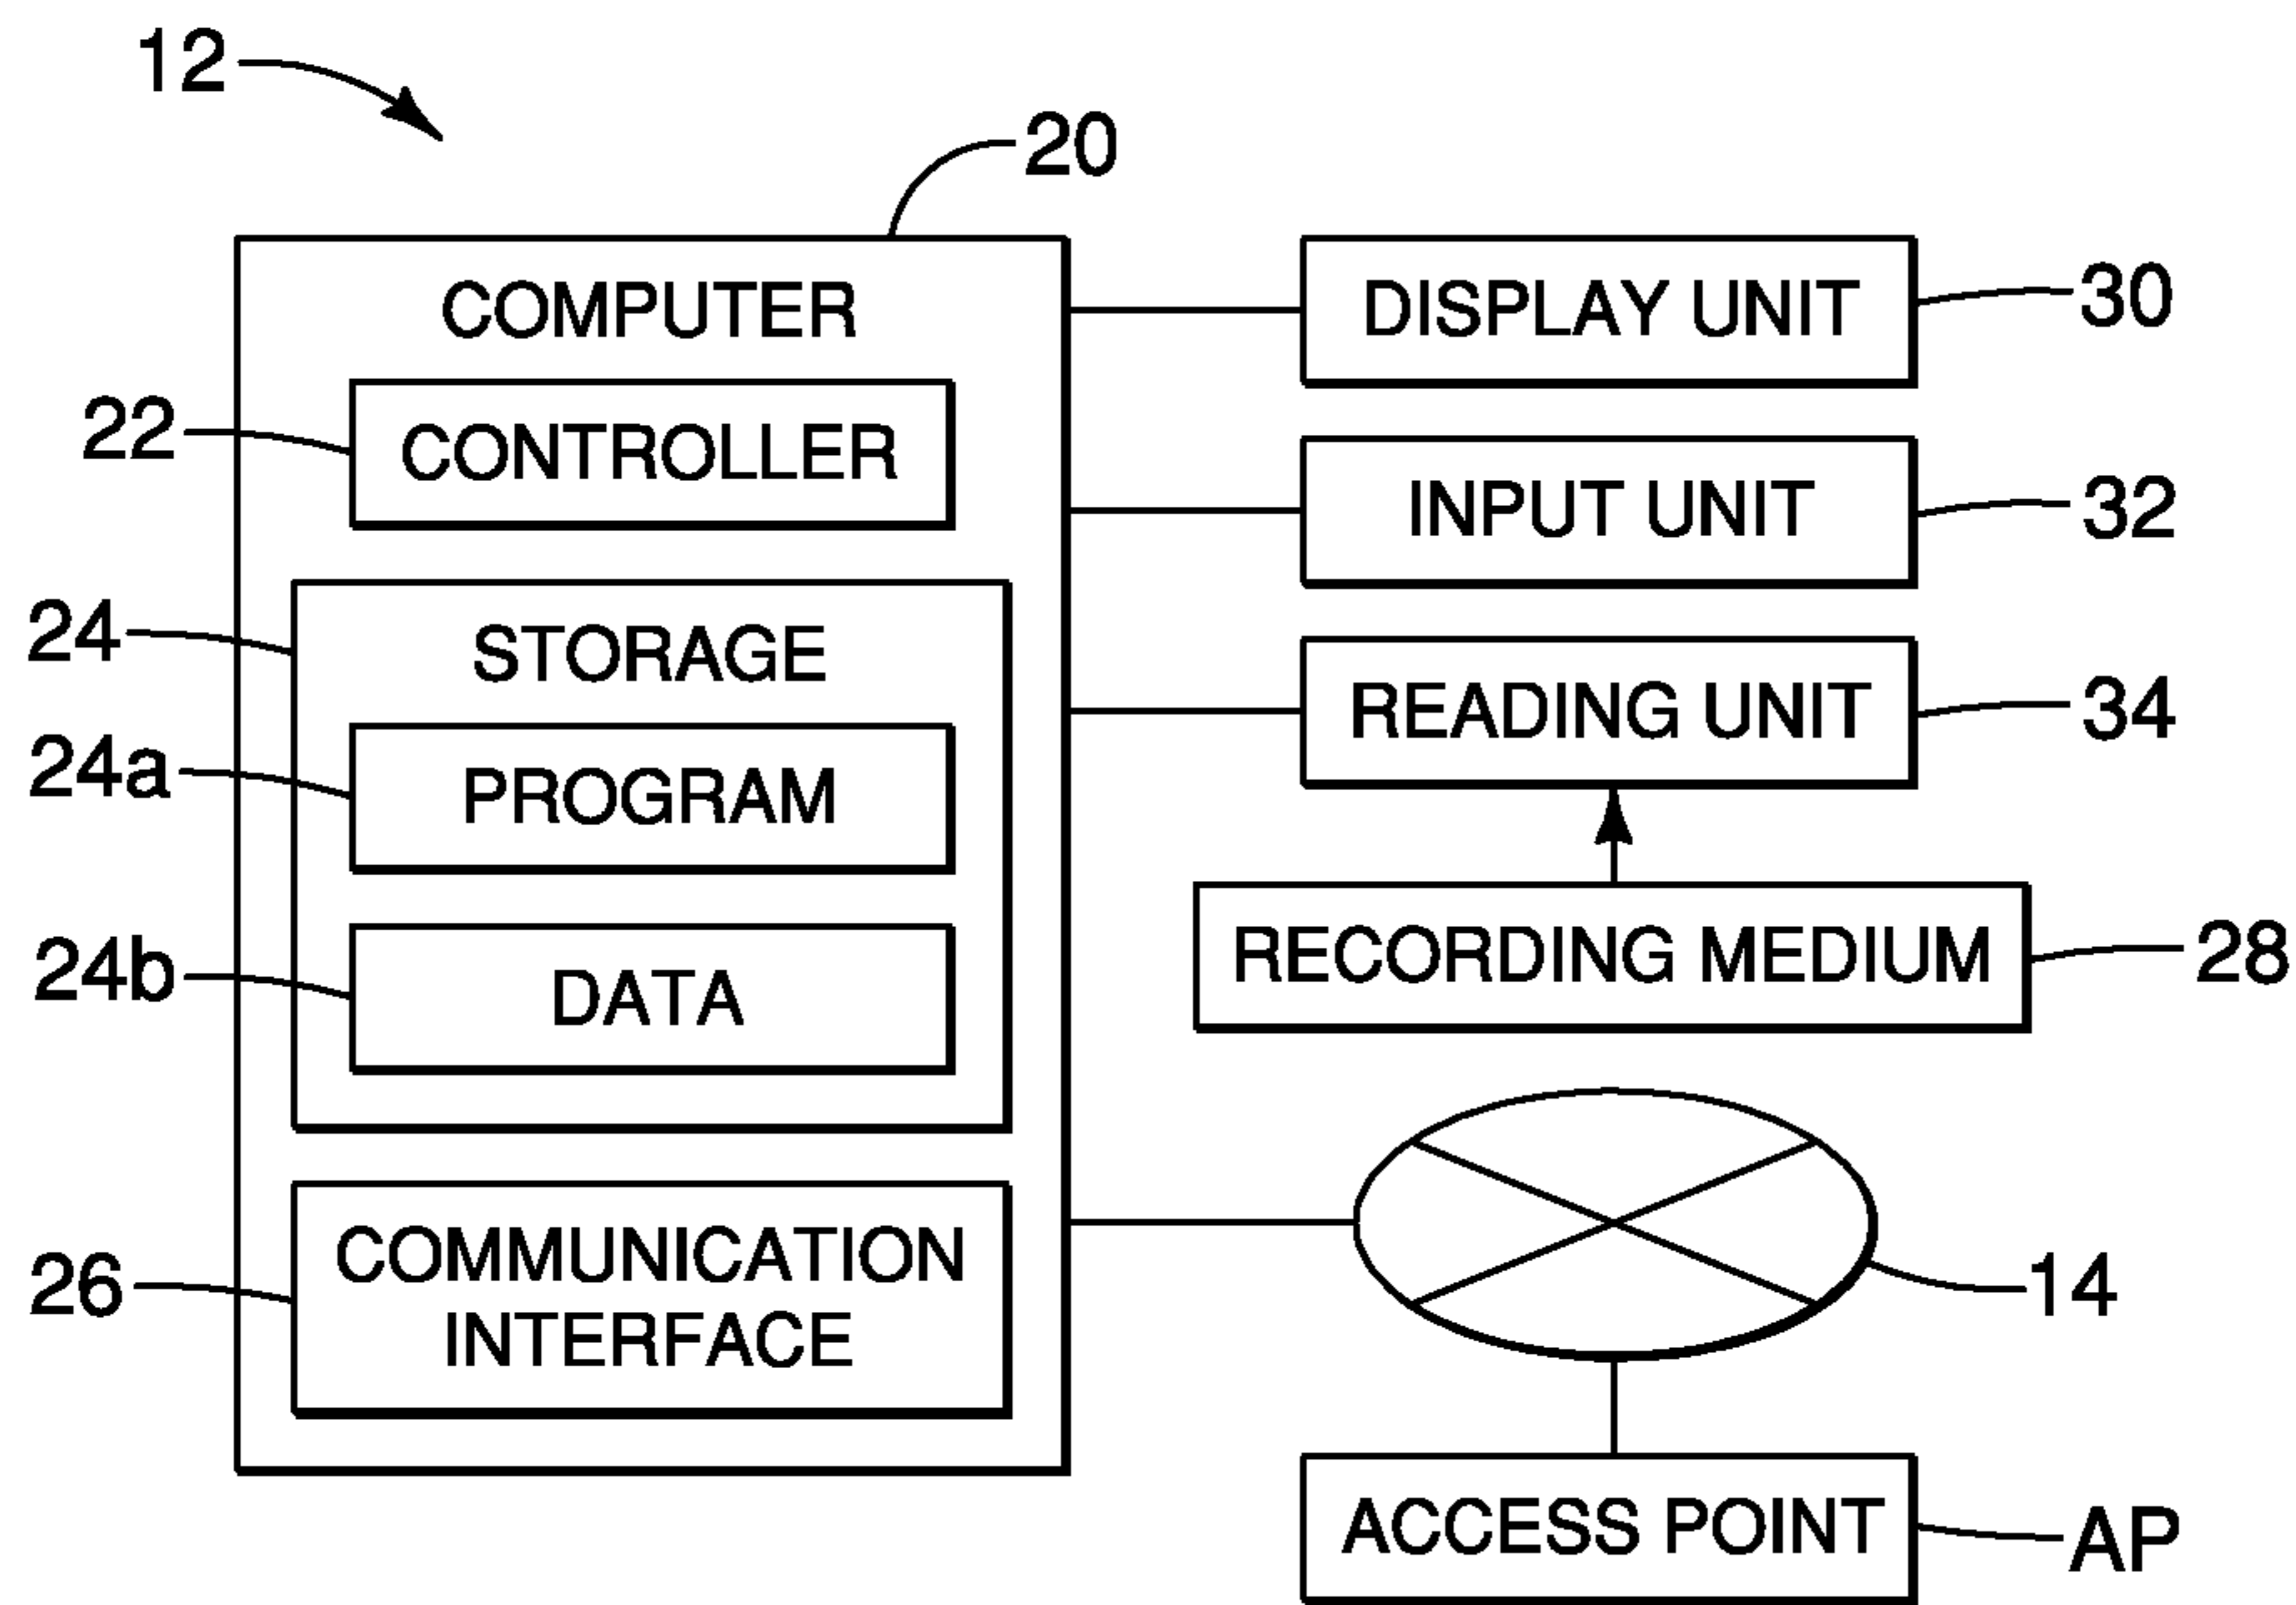 12
20
COMPUTER
DISPLAY UNIT
30
22
CONTROLLER
INPUT UNIT
32
24
STORAGE
READING UNIT
34
24a
PROGRAM
24b
DATA
RECORDING MEDIUM
28
26
COMMUNICATION
INTERFACE
14
ACCESS POINT
AP